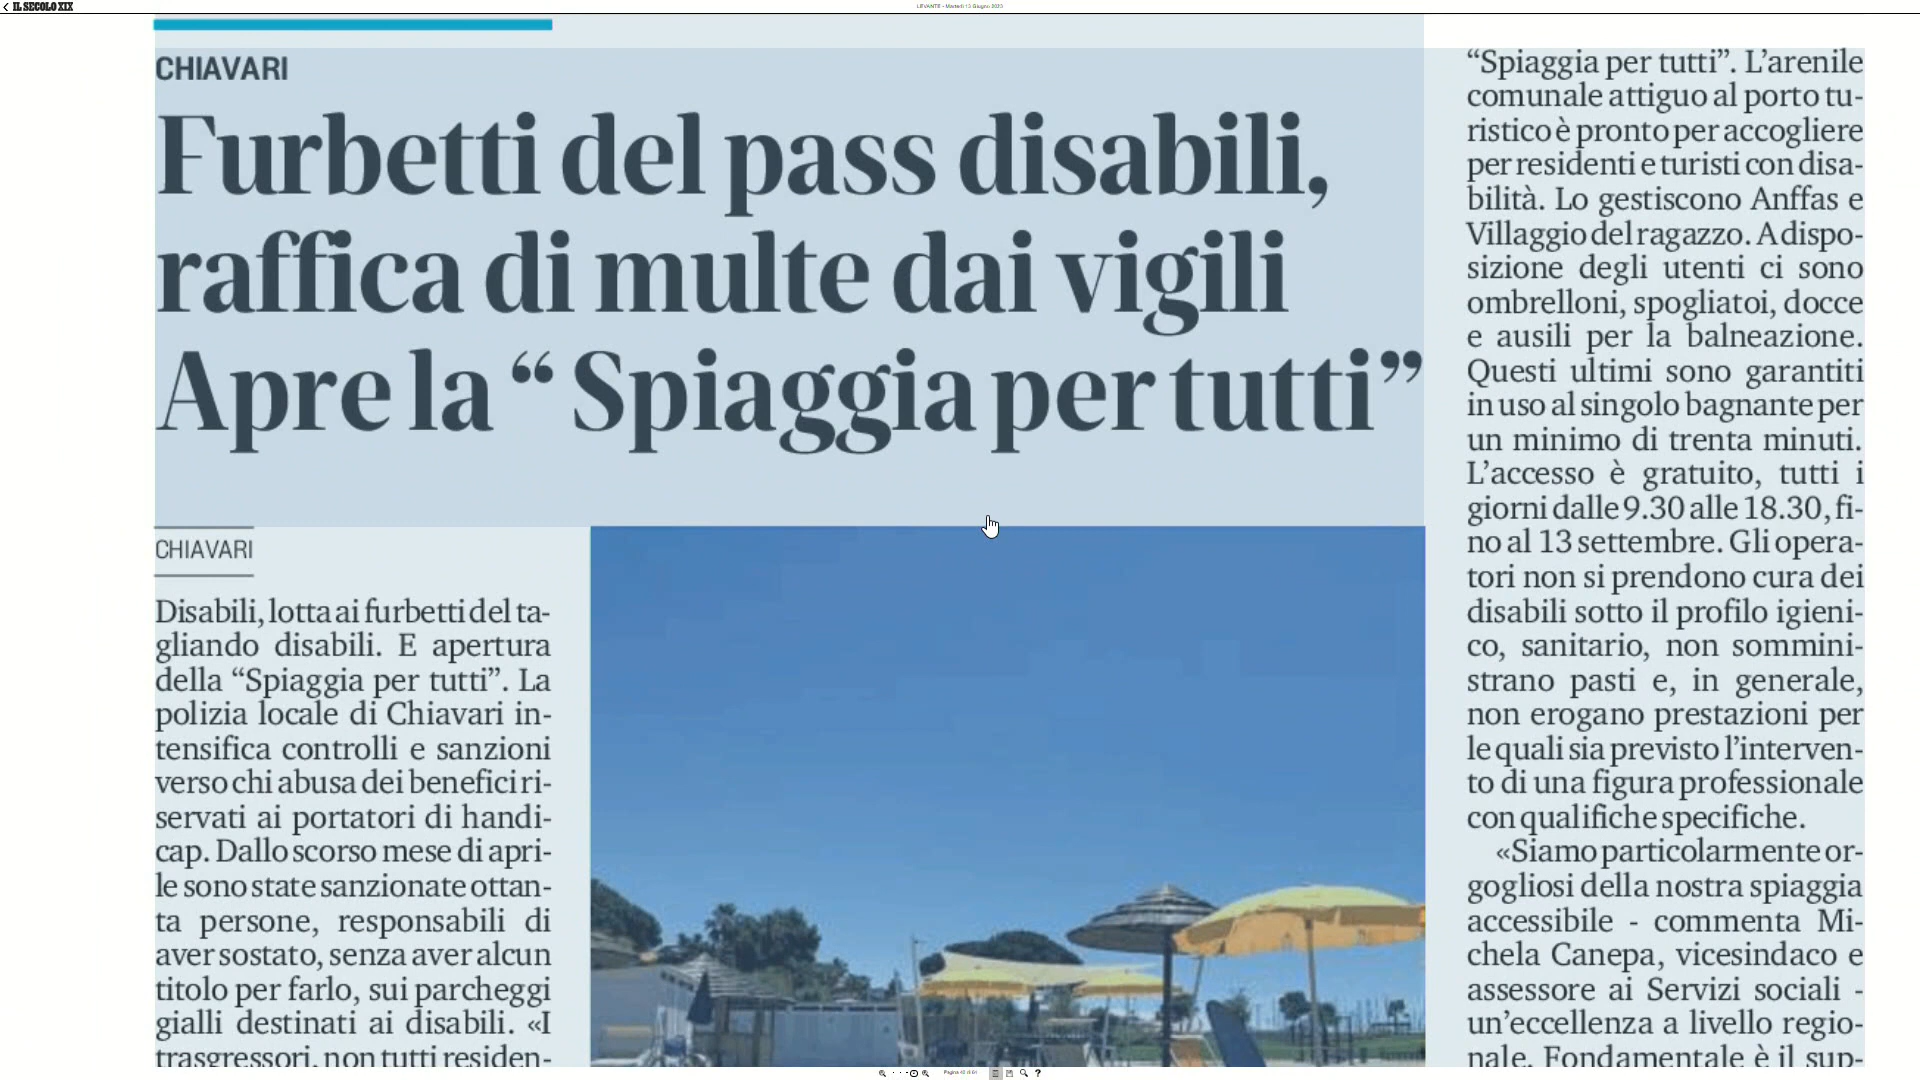 IL SECOLO XIX
LEVANTE - Martedì 13 Giugno 2023
CHIAVARI
Furbetti del pass disabili,
raffica di multe dai vigili
Apre la “ Spiaggia per tutti”
CHIAVARI
Disabili, lotta ai furbetti del ta-
gliando disabili. E apertura
della “Spiaggia per tutti”. La
polizia locale di Chiavari in-
tensifica controlli e sanzioni
verso chi abusa dei benefici ri-
servati ai portatori di handi-
cap. Dallo scorso mese di apri-
le sono state sanzionate ottan-
ta persone, responsabili di
aver sostato, senza aver alcun
titolo per farlo, sui parcheggi
gialli destinati ai disabili. «I
trasgressori, non tutti residen-
“Spiaggia per tutti”. L’arenile
comunale attiguo al porto tu-
ristico è pronto per accogliere
per residenti e turisti con disa-
bilità. Lo gestiscono Anffas e
Villaggio del ragazzo. A dispo-
sizione degli utenti ci sono
ombrelloni, spogliatoi, docce
e ausili per la balneazione.
Questi ultimi sono garantiti
in uso al singolo bagnante per
un minimo di trenta minuti.
L’accesso è gratuito, tutti i
giorni dalle 9.30 alle 18.30, fi-
no al 13 settembre. Gli opera-
tori non si prendono cura dei
disabili sotto il profilo igieni-
co, sanitario, non sommini-
strano pasti e, in generale,
non erogano prestazioni per
le quali sia previsto l’interven-
to di una figura professionale
con qualifiche specifiche.
«Siamo particolarmente or-
gogliosi della nostra spiaggia
accessibile - commenta Mi-
chela Canepa, vicesindaco e
assessore ai Servizi sociali -
un’eccellenza a livello regio-
nale. Fondamentale è il sup-